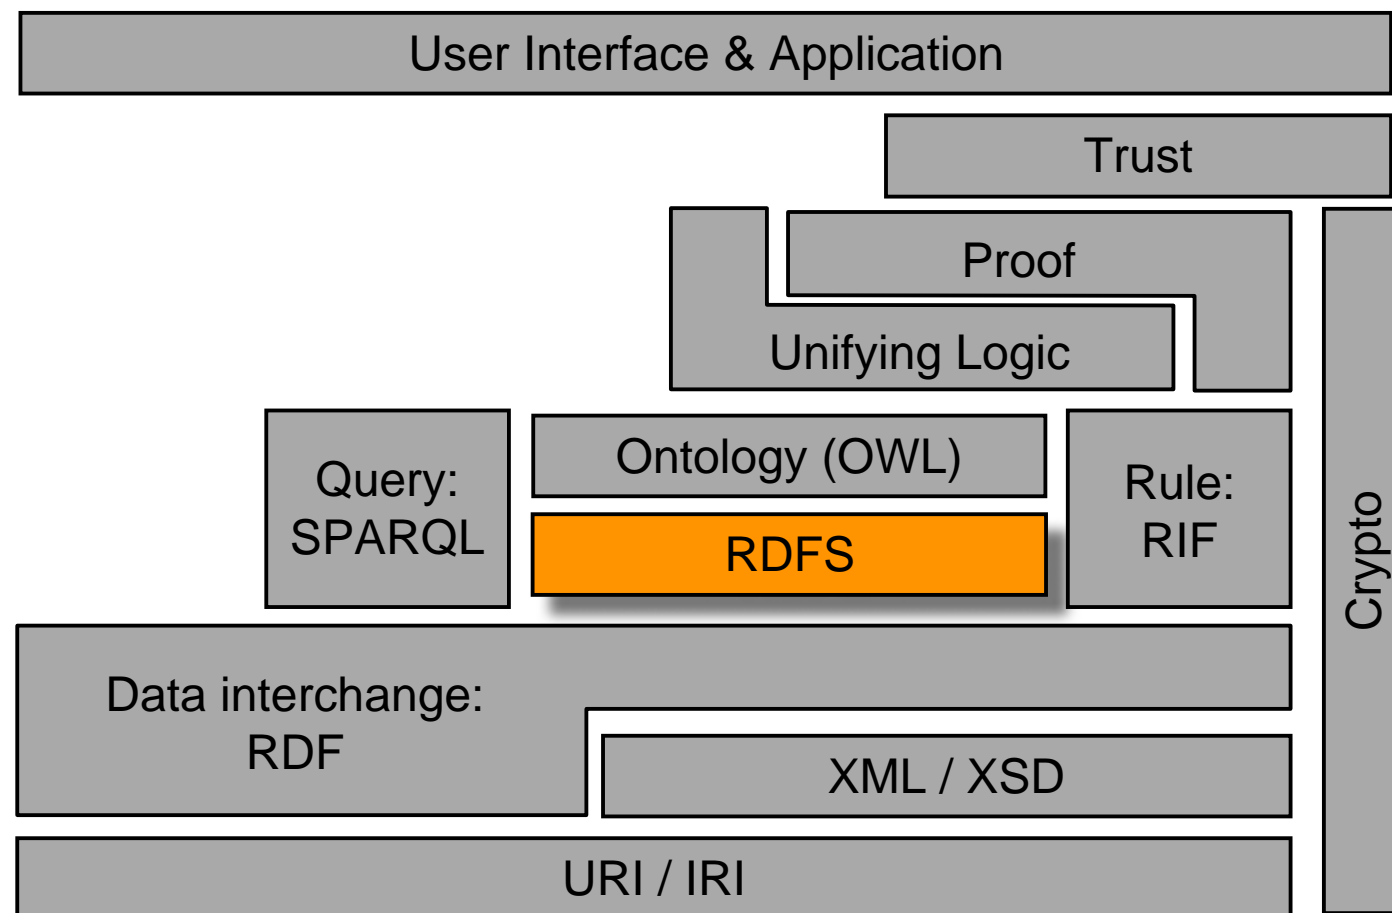 User Interface & Application
Trust
Proof
Unifying Logic
Query:
SPARQL
Ontology (OWL)
RDFS
Rule:
RIF
Crypto
Data interchange:
RDF
XML / XSD
URI / IRI